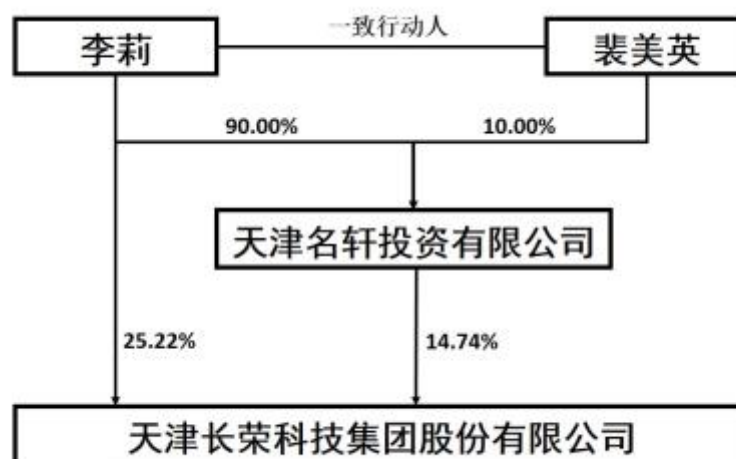 一致行动人
李莉
裴美英
90.00%
10.00%
天津名轩投资有限公司
25.22%
14.74%
天津长荣科技集团股份有限公司